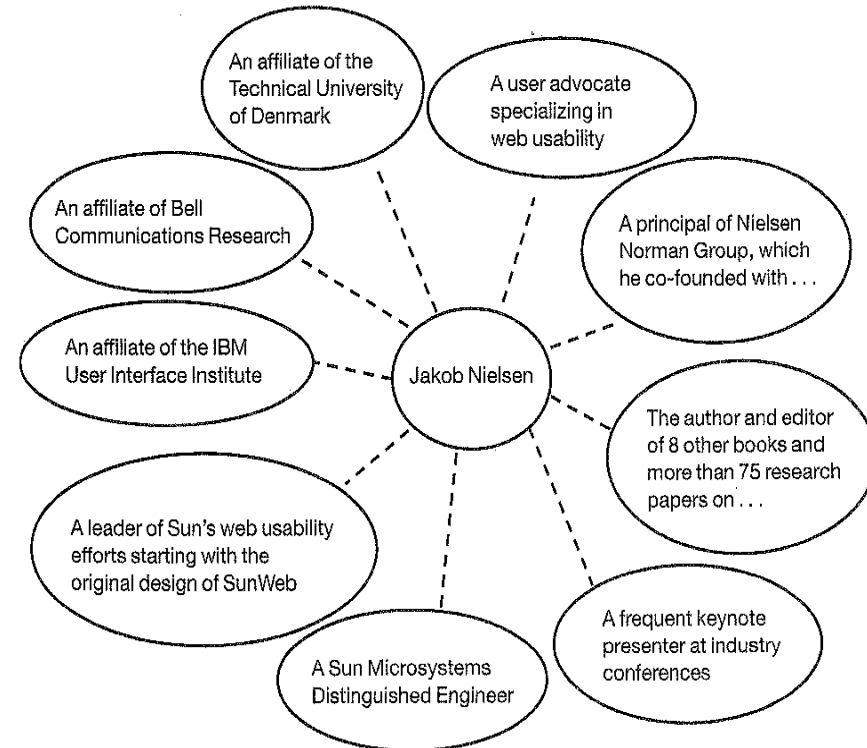 An affiliate of the
Technical University
of Denmark
A user advocate
specializing in
web usability
An affiliate of Bell
Communications Research
A principal of Nielsen
Norman Group, which
he co-founded with . . .
An affiliate of the IBM
User Interface Institute
Jakob Nielsen
The author and editor
of 8 other books and
more than 75 research
papers on . . .
A leader of Sun's web usability
efforts starting with the
original design of SunWeb
A frequent keynote
presenter at industry
conferences
A Sun Microsystems
Distinguished Engineer